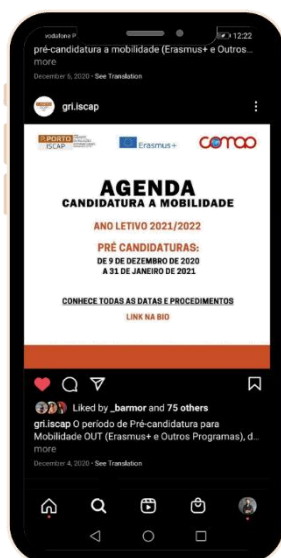 vodafone P
12:22
pré-candidatura a mobilidade (Erasmus+ e Outros...
more
December 5, 2020 · See Translation
gri.iscap
P.PORTO
ISCAP
Erasmus+
AGENDA
CANDIDATURA A MOBILIDADE
ANO LETIVO 2021/2022
PRÉ CANDIDATURAS:
DE 9 DE DEZEMBRO DE 2020
A 31 DE JANEIRO DE 2021
CONHECE TODAS AS DATAS E PROCEDIMENTOS
LINK NA BIO
Liked by _barmor and 75 others
gri.iscap O período de Pré-candidatura para
Mobilidade OUT (Erasmus+ e Outros Programas), d...
more
December 4, 2020 · See Translation